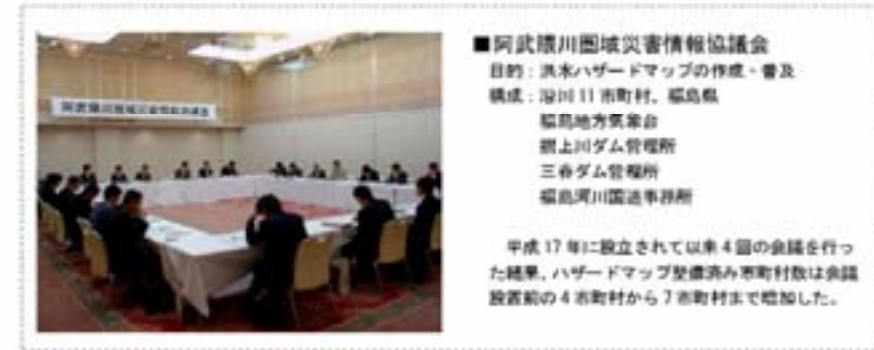 阿武隈川圏域災害情報協議会
■阿武隈川圏域災害情報協議会
目的：洪水ハザードマップの作成・普及
構成：沿川 11 市町村，福島県
福島地方気象台
摺上川ダム管理所
三春ダム管理所
福島河川国道事務所
平成 17 年に設立されて以来 4 回の会議を行っ
た結果，ハザードマップ整備済み市町村数は会議
設置前の 4 市町村から 7 市町村まで増加した。